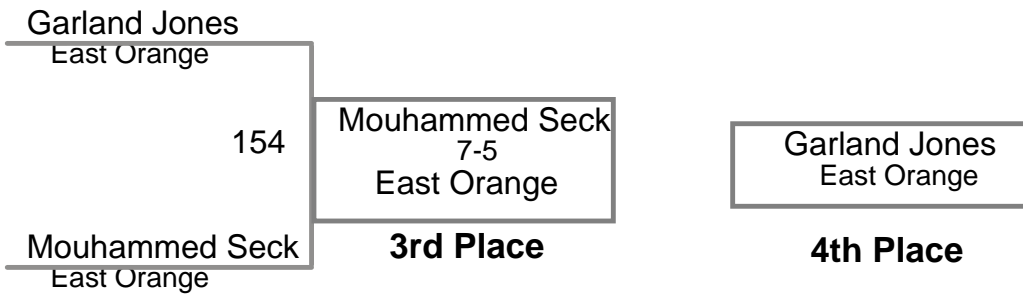 Garland Jones
East Orange
154
Mouhammed Seck
East Orange
Mouhammed Seck
7-5
East Orange
3rd Place
Garland Jones
East Orange
4th Place